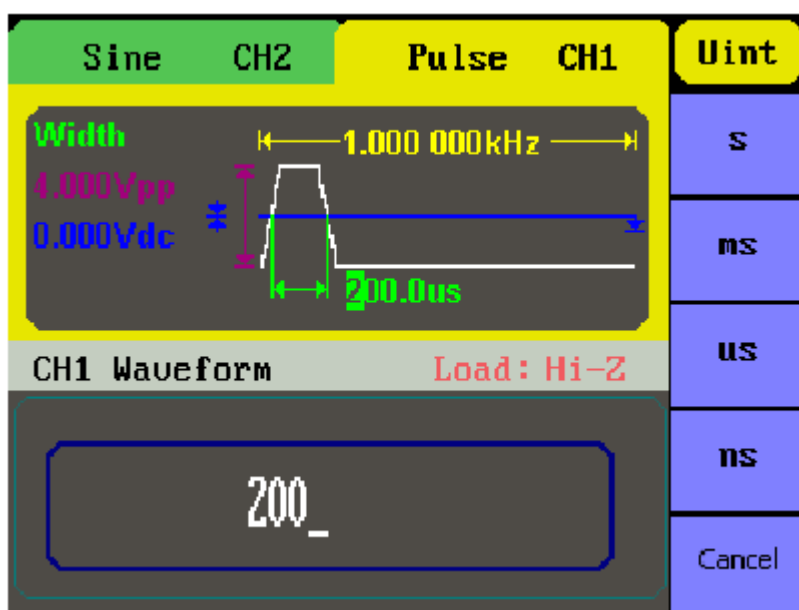 Sine CH2 Pulse CH1 Uint
Width 1.000 000kHz s
4.000Vpp
0.000Vdc ms
200.0us
CH1 Waveform Load: Hi-Z us
200_ ns
Cancel